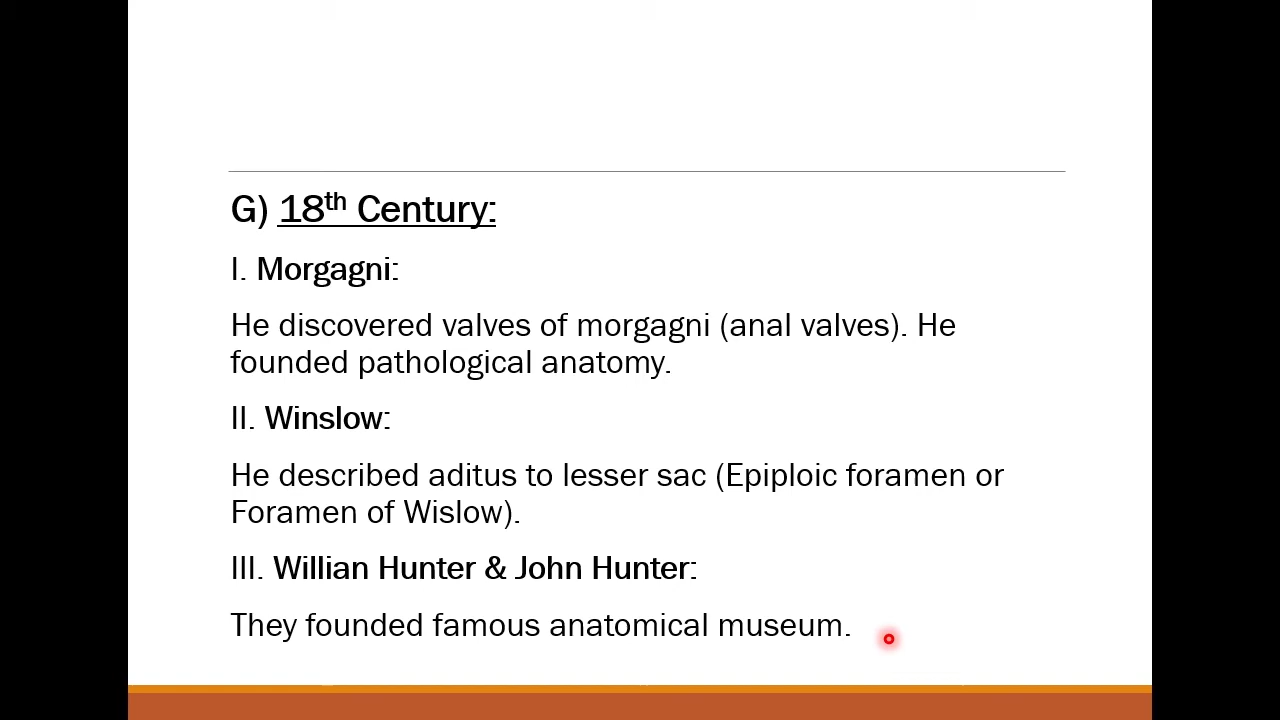 G) 18th Century:
I. Morgagni:
He discovered valves of morgagni (anal valves). He
founded pathological anatomy.
II. Winslow:
He described aditus to lesser sac (Epiploic foramen or
Foramen of Wislow).
III. Willian Hunter & John Hunter:
They founded famous anatomical museum.